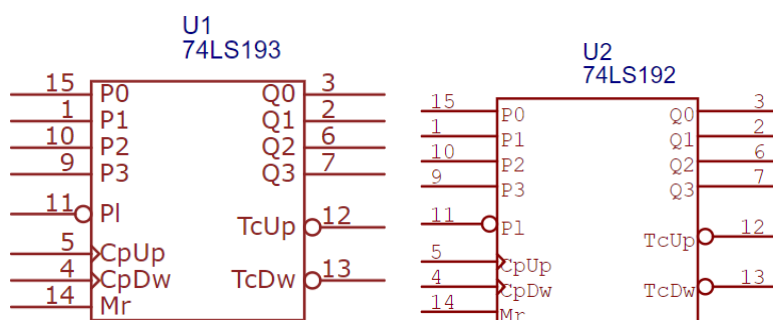 U1
74LS193
15 P0 Q0 3
1 P1 Q1 2
10 P2 Q2 6
9 P3 Q3 7
11 Pl TcUp 12
5 CpUp
4 CpDw TcDw 13
14 Mr
U2
74LS192
15 P0 Q0 3
1 P1 Q1 2
10 P2 Q2 6
9 P3 Q3 7
11 Pl TcUp 12
5 CpUp
4 CpDw TcDw 13
14 Mr